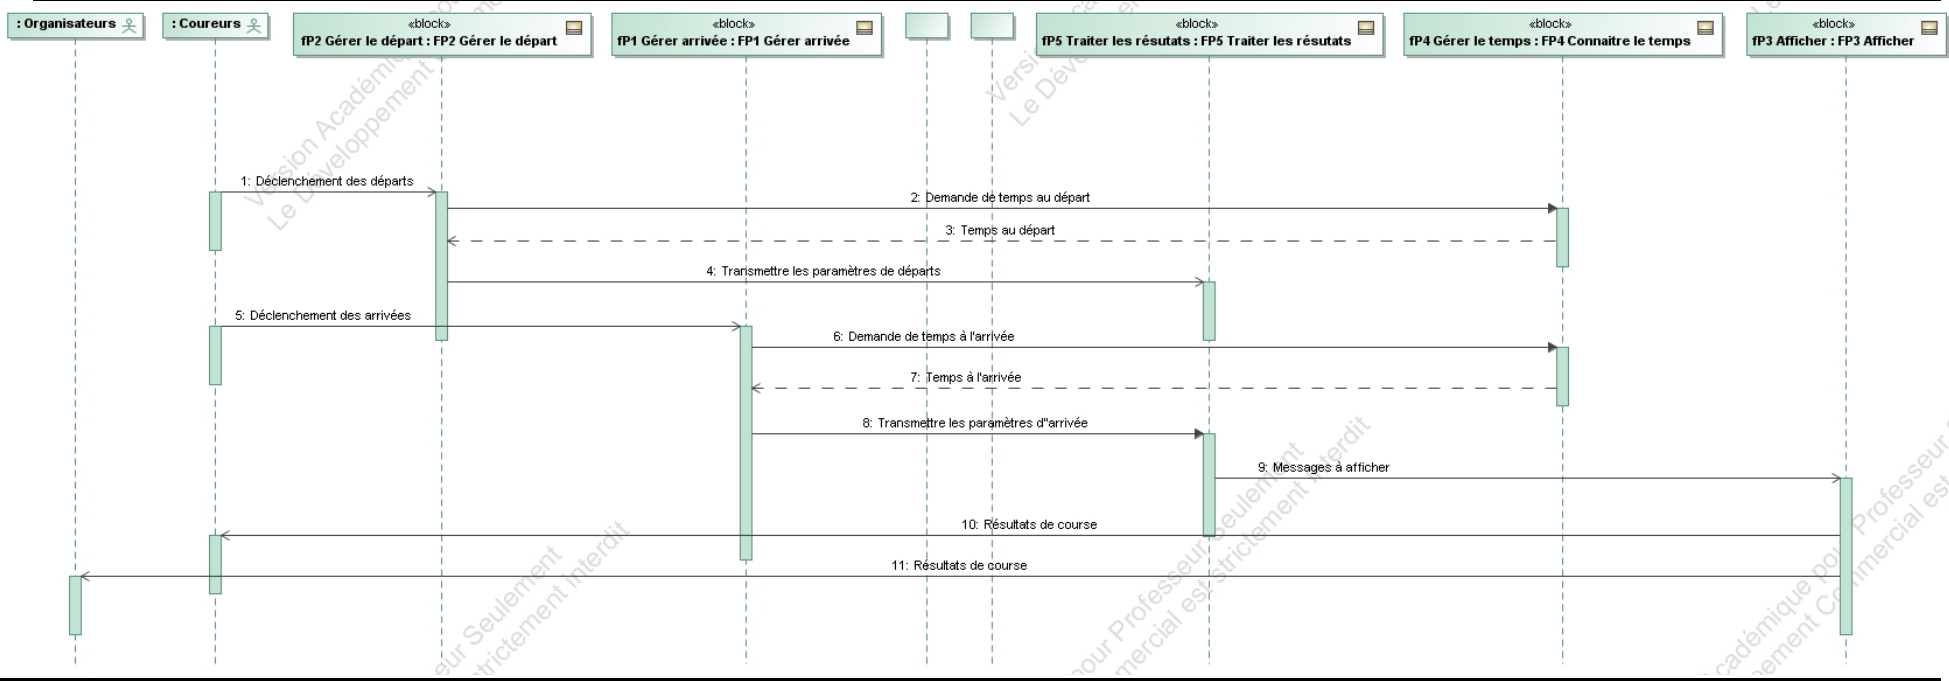 : Organisateurs
: Coureurs
«block»
fP2 Gérer le départ : FP2 Gérer le départ
«block»
fP1 Gérer arrivée : FP1 Gérer arrivée
«block»
fP5 Traiter les résutats : FP5 Traiter les résutats
«block»
fP4 Gérer le temps : FP4 Connaitre le temps
«block»
fP3 Afficher : FP3 Afficher
1: Déclenchement des départs
2: Demande de temps au départ
3: Temps au départ
4: Transmettre les paramètres de départs
5: Déclenchement des arrivées
6: Demande de temps à l'arrivée
7: Temps à l'arrivée
8: Transmettre les paramètres d''arrivée
9: Messages à afficher
10: Résultats de course
11: Résultats de course
Version Académi
Le Développement
Versi
Le Déve
eur Seulement
strictement Interdit
pour Professeur Seulement
mercial est strictement Interdit
Académique pour Professeur
pement Commercial est